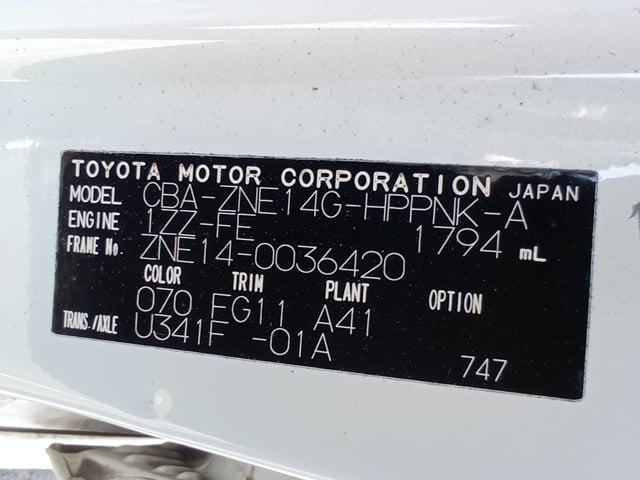 TOYOTA MOTOR CORPORATION JAPAN
MODEL CBA-ZNE14G-HPPNK-A
ENGINE 1ZZ-FE 1794 mL
FRAME No. ZNE14-0036420
COLOR TRIM PLANT OPTION
070 FG11 A41
TRANS./AXLE U341F -01A
747